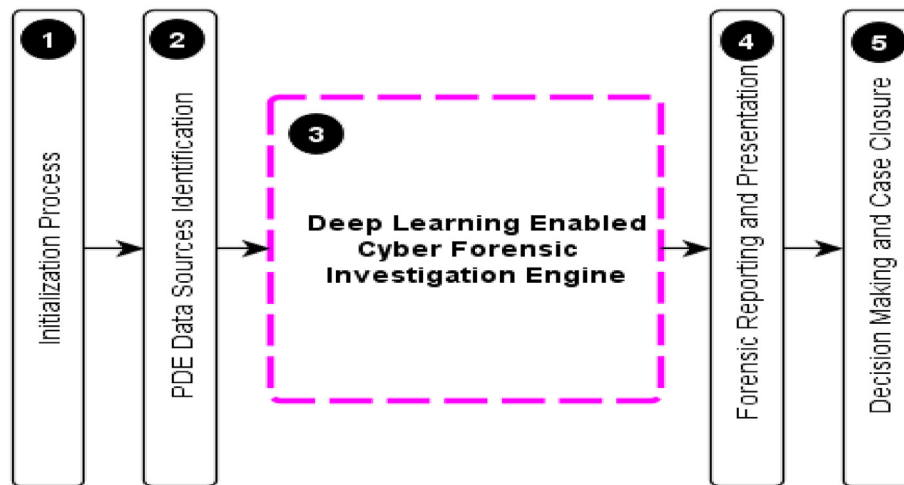 1
Initialization Process
2
PDE Data Sources Identification
3
Deep Learning Enabled
Cyber Forensic
Investigation Engine
4
Forensic Reporting and Presentation
5
Decision Making and Case Closure